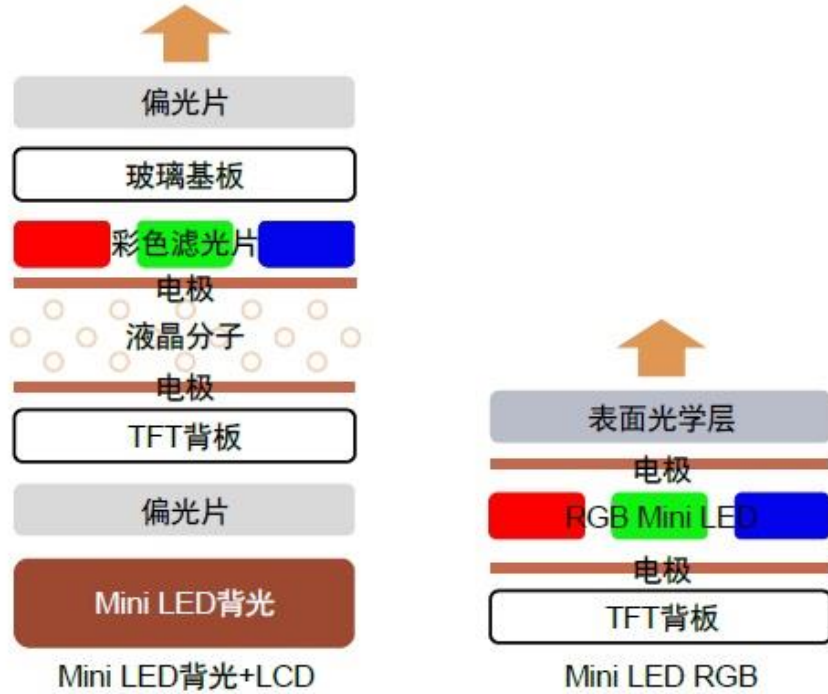 偏光片
玻璃基板
彩色滤光片
电极
液晶分子
电极
TFT背板
偏光片
Mini LED背光
Mini LED背光+LCD
表面光学层
电极
RGB Mini LED
电极
TFT背板
Mini LED RGB